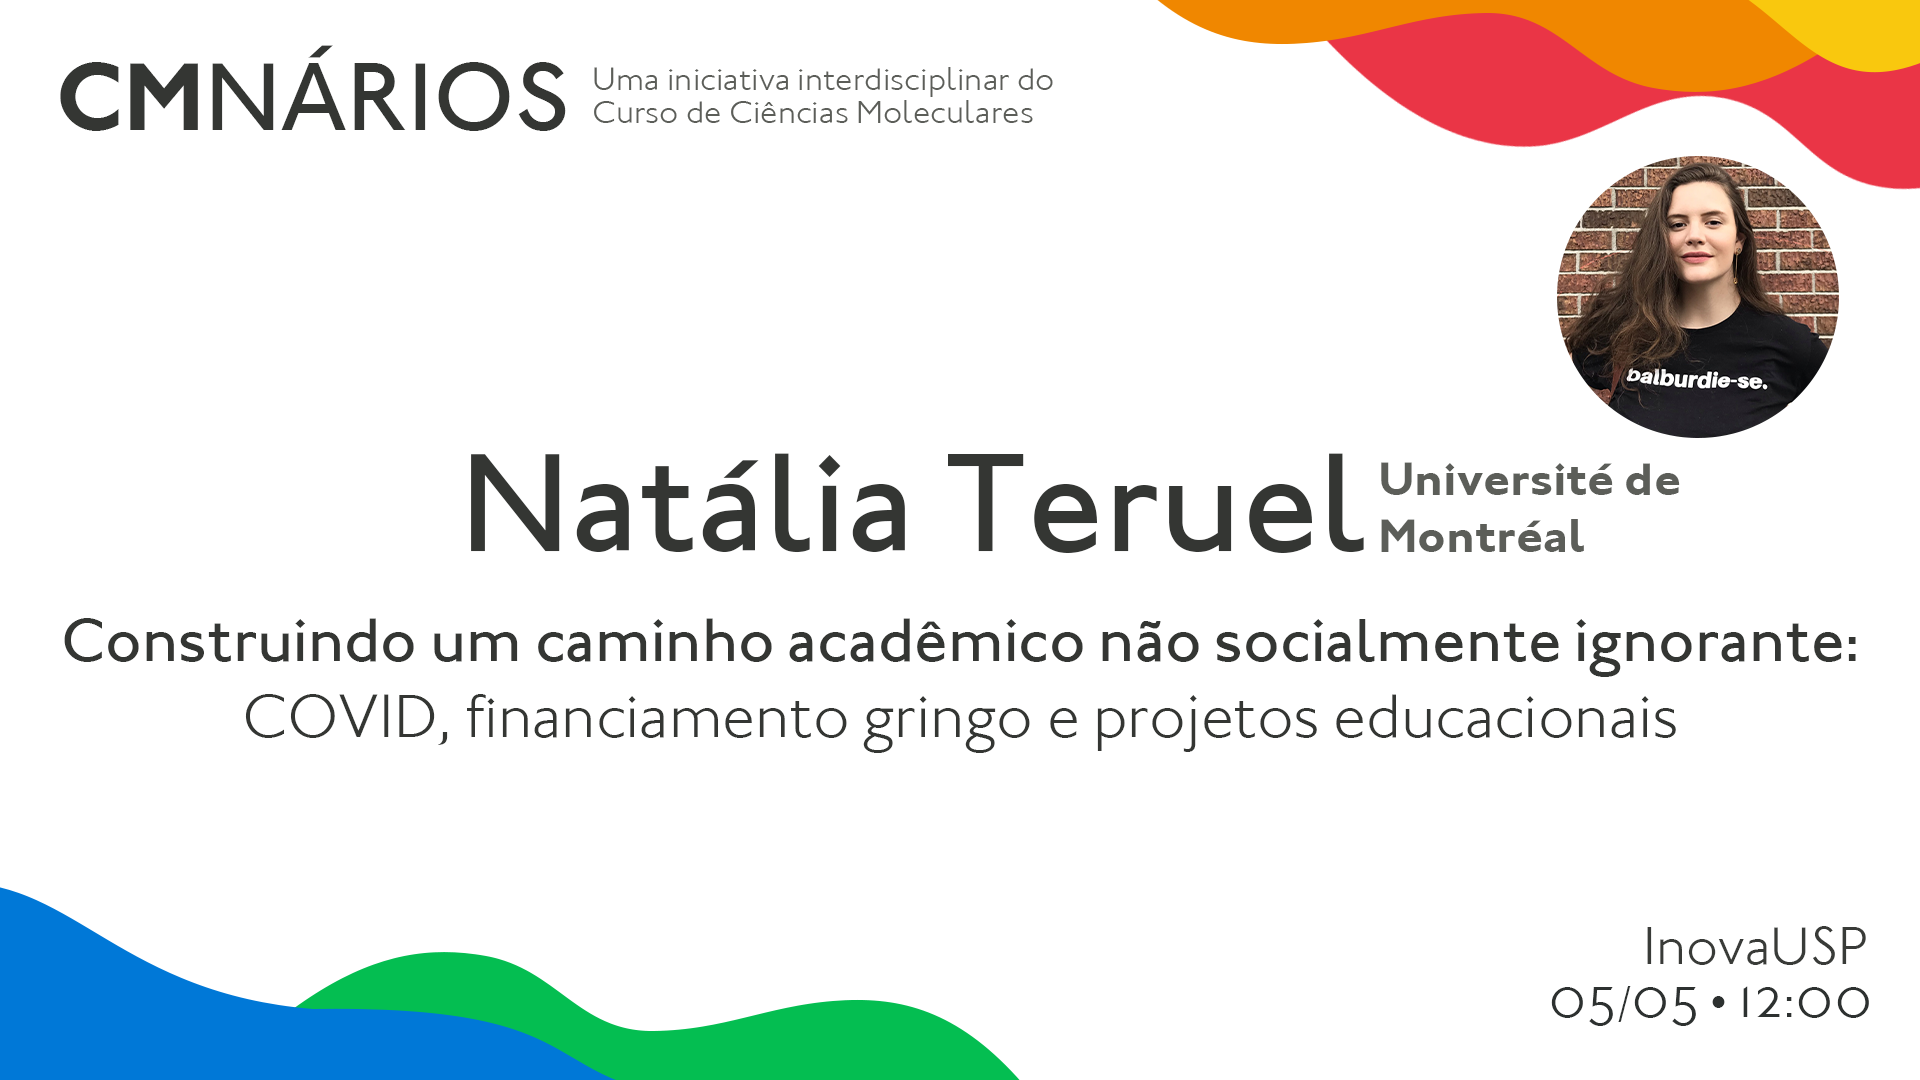 CMNÁRIOS
Uma iniciativa interdisciplinar do
Curso de Ciências Moleculares
balburdie-se.
Natália Teruel
Université de
Montréal
Construindo um caminho acadêmico não socialmente ignorante:
COVID, financiamento gringo e projetos educacionais
InovaUSP
05/05 • 12:00